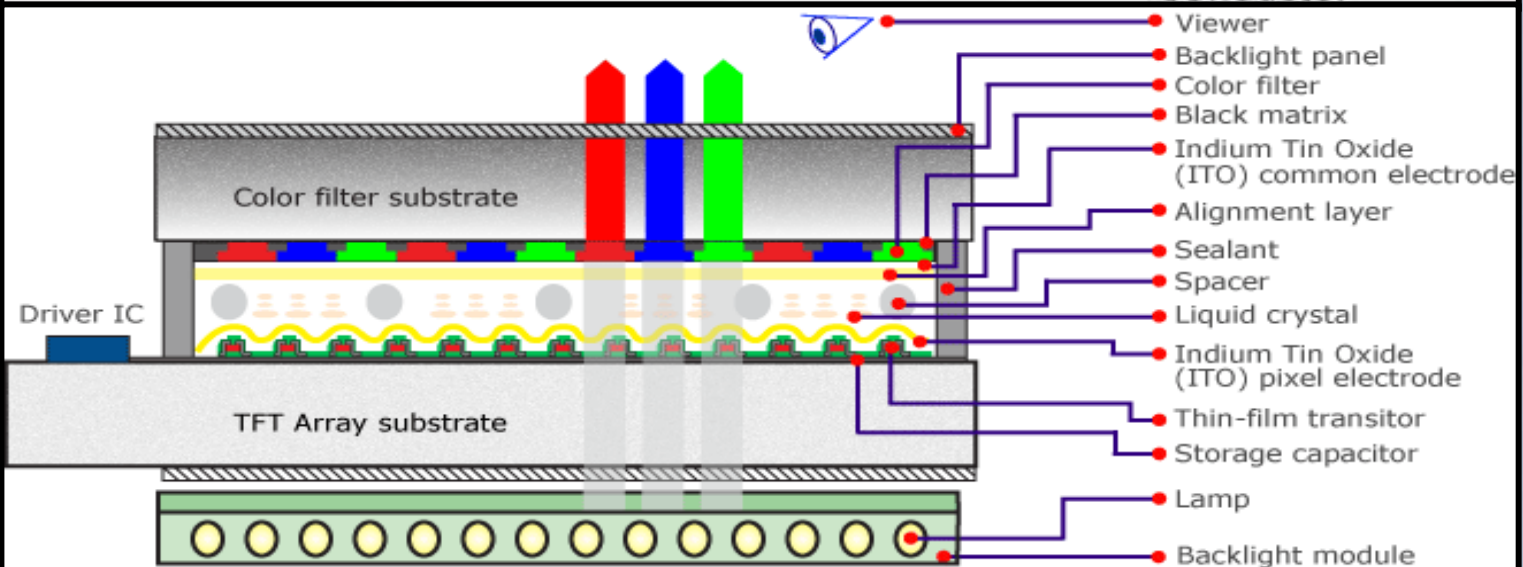 Viewer
Backlight panel
Color filter
Black matrix
Indium Tin Oxide
(ITO) common electrode
Alignment layer
Sealant
Spacer
Liquid crystal
Indium Tin Oxide
(ITO) pixel electrode
Thin-film transitor
Storage capacitor
Lamp
Backlight module
Color filter substrate
Driver IC
TFT Array substrate